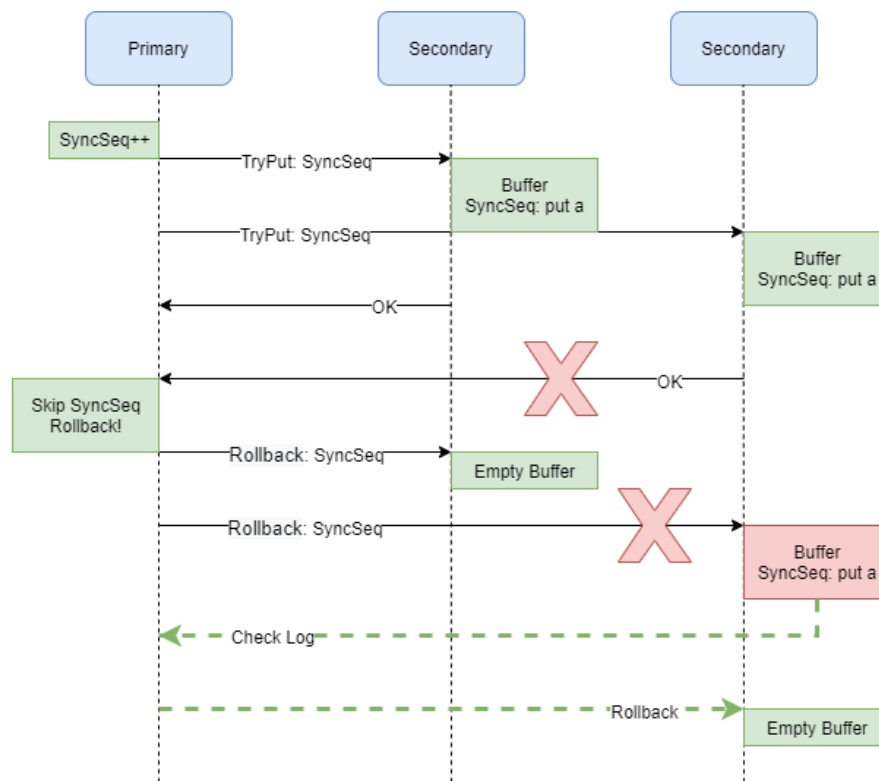 Primary
Secondary
Secondary
SyncSeq++
TryPut: SyncSeq
Buffer
SyncSeq: put a
TryPut: SyncSeq
Buffer
SyncSeq: put a
OK
OK
Skip SyncSeq
Rollback!
Rollback: SyncSeq
Empty Buffer
Rollback: SyncSeq
Buffer
SyncSeq: put a
Check Log
Rollback
Empty Buffer